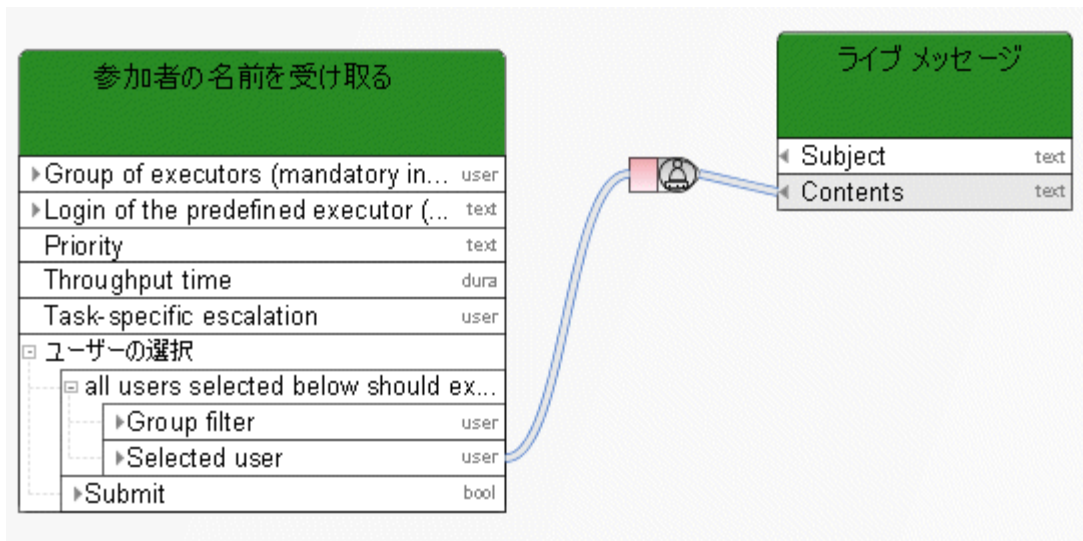 参加者の名前を受け取る
Group of executors (mandatory in... user
Login of the predefined executor (... text
Priority text
Throughput time dura
Task-specific escalation user
ユーザーの選択
all users selected below should ex...
Group filter user
Selected user user
Submit bool
ライブ メッセージ
Subject text
Contents text